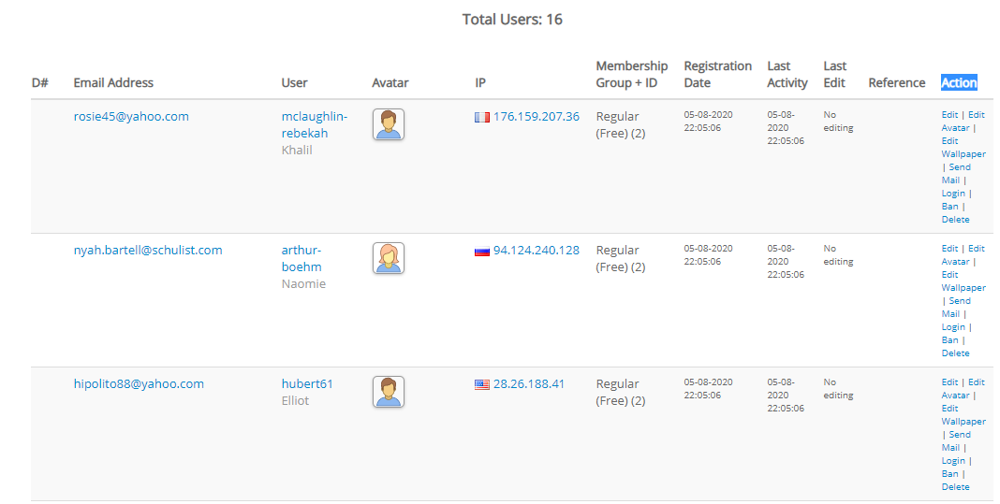 Total Users: 16
D# Email Address User Avatar IP Membership Group + ID Registration Date Last Activity Last Edit Reference Action
rosie45@yahoo.com
mclaughlin-
rebekah
Khalil
176.159.207.36
Regular
(Free) (2)
05-08-2020
22:05:06
05-08-
2020
22:05:06
No
editing
Edit | Edit
Avatar |
Edit
Wallpaper
| Send
Mail |
Login |
Ban |
Delete
nyah.bartell@schulist.com
arthur-
boehm
Naomie
94.124.240.128
Regular
(Free) (2)
05-08-2020
22:05:06
05-08-
2020
22:05:06
No
editing
Edit | Edit
Avatar |
Edit
Wallpaper
| Send
Mail |
Login |
Ban |
Delete
hipolito88@yahoo.com
hubert61
Elliot
28.26.188.41
Regular
(Free) (2)
05-08-2020
22:05:06
05-08-
2020
22:05:06
No
editing
Edit | Edit
Avatar |
Edit
Wallpaper
| Send
Mail |
Login |
Ban |
Delete